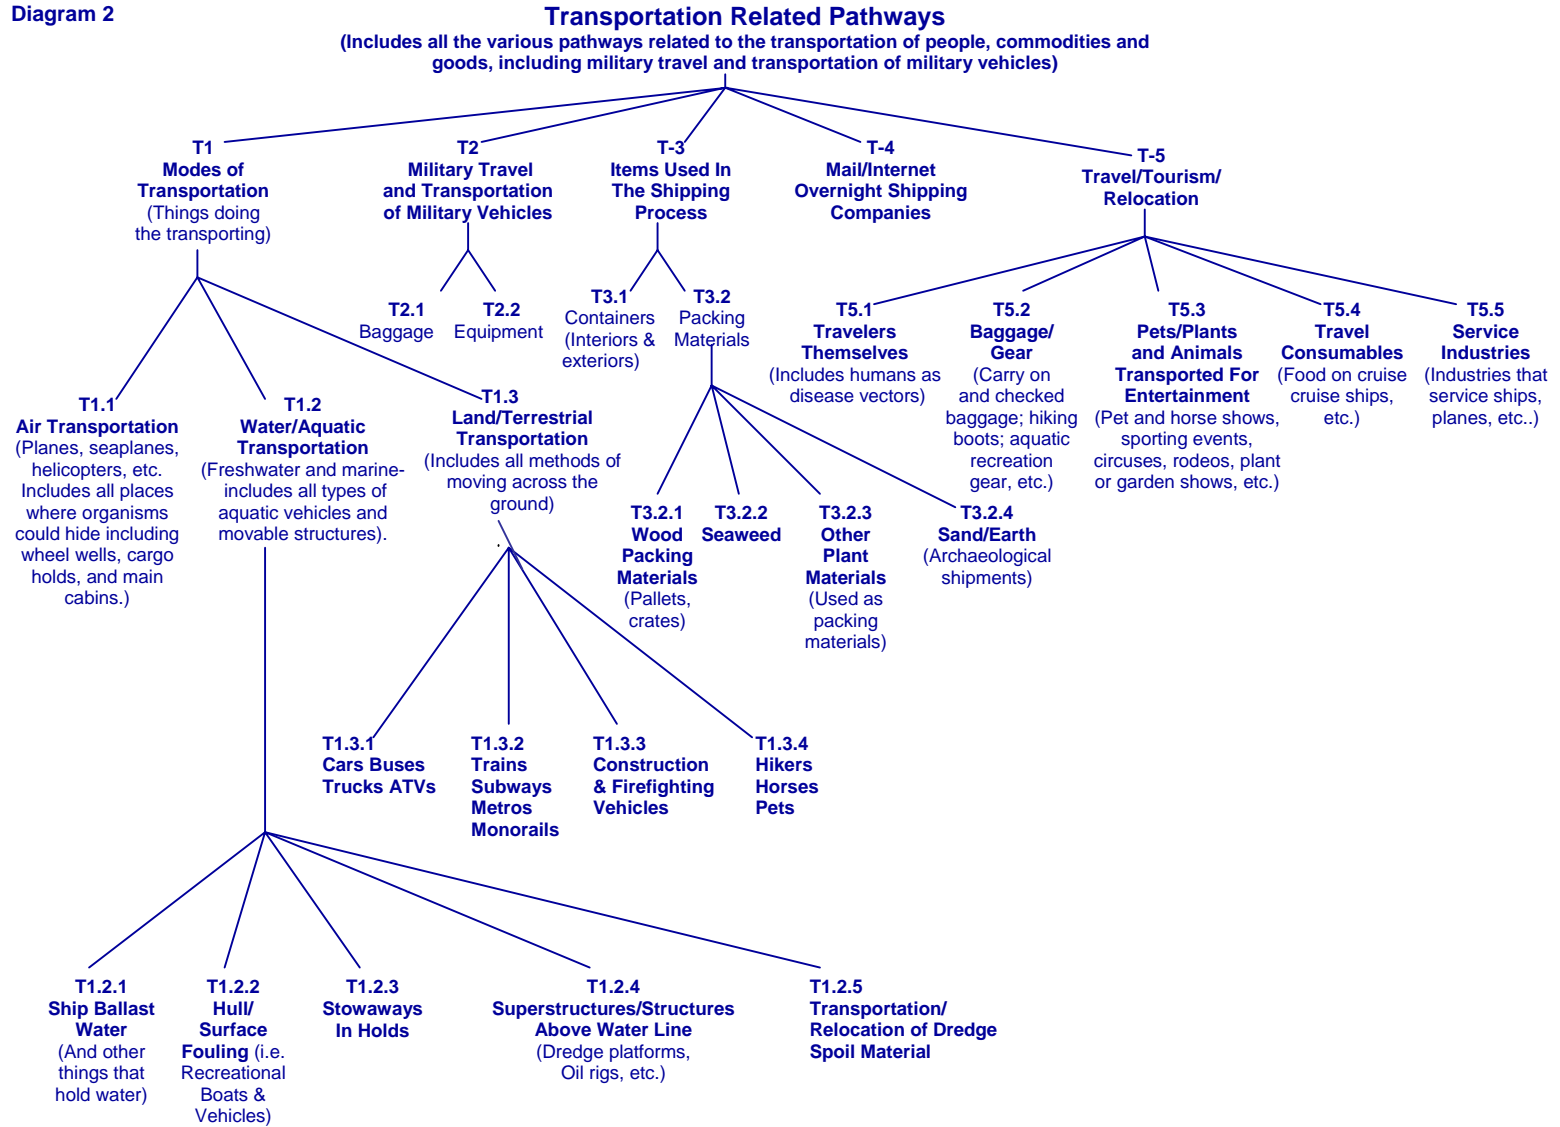 Diagram 2
Transportation Related Pathways
(Includes all the various pathways related to the transportation of people, commodities and
goods, including military travel and transportation of military vehicles)
T1
Modes of
Transportation
(Things doing
the transporting)
T2
Military Travel
and Transportation
of Military Vehicles
T-3
Items Used In
The Shipping
Process
T-4
Mail/Internet
Overnight Shipping
Companies
T-5
Travel/Tourism/
Relocation
T2.1
Baggage
T2.2
Equipment
T3.1
Containers
(Interiors &
exteriors)
T3.2
Packing
Materials
T5.1
Travelers
Themselves
(Includes humans as
disease vectors)
T5.2
Baggage/
Gear
(Carry on
and checked
baggage; hiking
boots; aquatic
recreation
gear, etc.)
T5.3
Pets/Plants
and Animals
Transported For
Entertainment
(Pet and horse shows,
sporting events,
circuses, rodeos, plant
or garden shows, etc.)
T5.4
Travel
Consumables
(Food on cruise
cruise ships,
etc.)
T5.5
Service
Industries
(Industries that
service ships,
planes, etc..)
T1.1
Air Transportation
(Planes, seaplanes,
helicopters, etc.
Includes all places
where organisms
could hide including
wheel wells, cargo
holds, and main
cabins.)
T1.2
Water/Aquatic
Transportation
(Freshwater and marine-
includes all types of
aquatic vehicles and
movable structures).
T1.3
Land/Terrestrial
Transportation
(Includes all methods of
moving across the
ground)
T3.2.1
Wood
Packing
Materials
(Pallets,
crates)
T3.2.2
Seaweed
T3.2.3
Other
Plant
Materials
(Used as
packing
materials)
T3.2.4
Sand/Earth
(Archaeological
shipments)
T1.3.1
Cars Buses
Trucks ATVs
T1.3.2
Trains
Subways
Metros
Monorails
T1.3.3
Construction
& Firefighting
Vehicles
T1.3.4
Hikers
Horses
Pets
T1.2.1
Ship Ballast
Water
(And other
things that
hold water)
T1.2.2
Hull/
Surface
Fouling (i.e.
Recreational
Boats &
Vehicles)
T1.2.3
Stowaways
In Holds
T1.2.4
Superstructures/Structures
Above Water Line
(Dredge platforms,
Oil rigs, etc.)
T1.2.5
Transportation/
Relocation of Dredge
Spoil Material